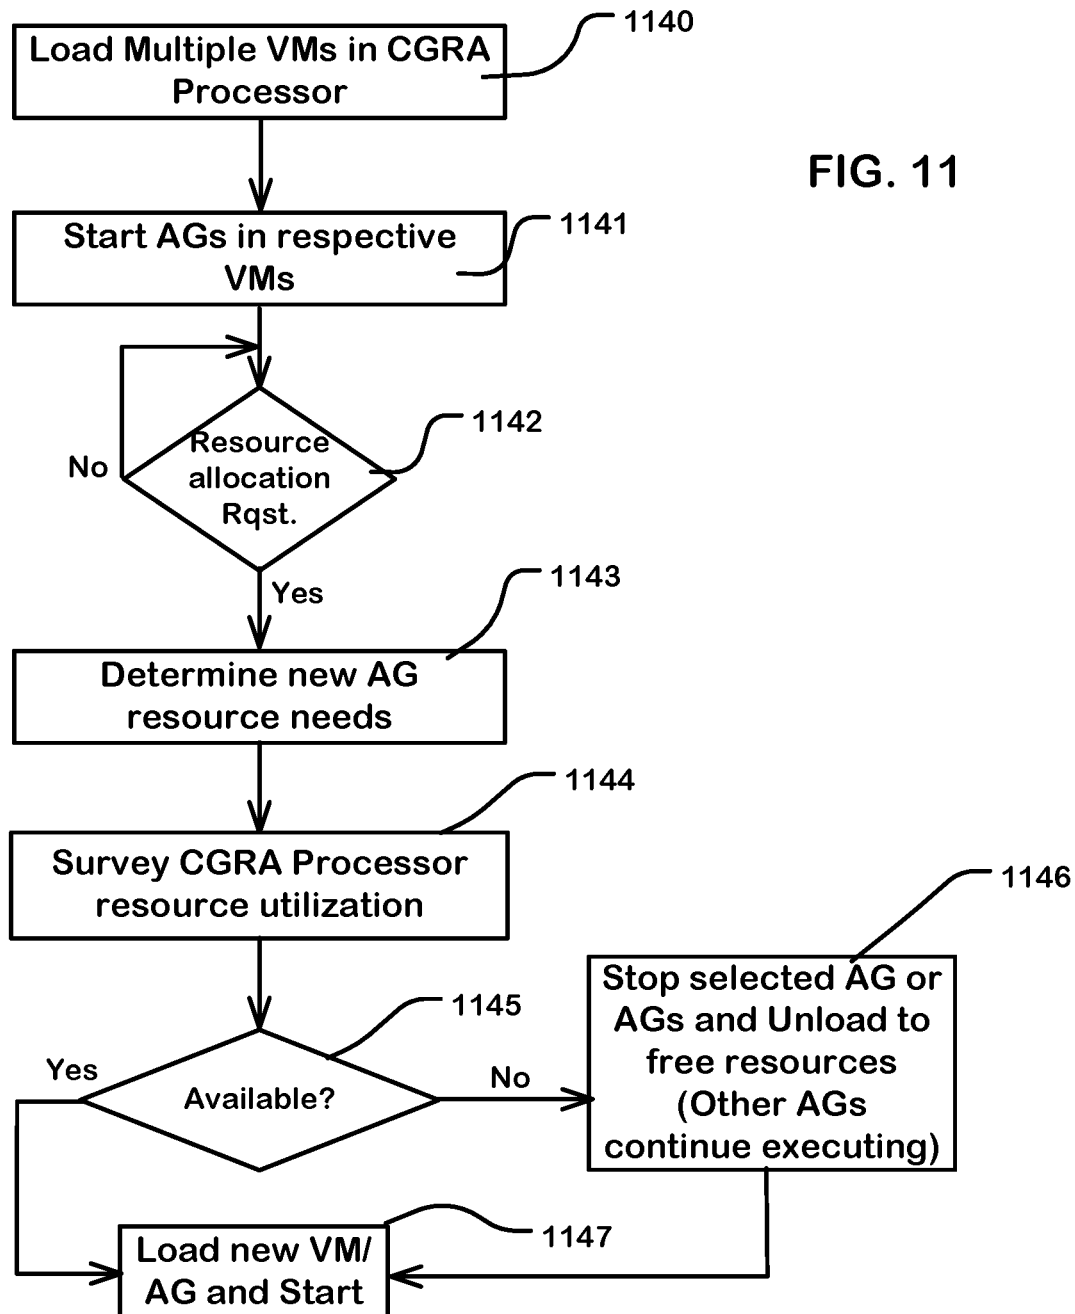 1140
Load Multiple VMs in CGRA
Processor
FIG. 11
1141
Start AGs in respective
VMs
1142
Resource
allocation
Rqst.
No
Yes
1143
Determine new AG
resource needs
1144
Survey CGRA Processor
resource utilization
1145
Available?
Yes
No
1146
Stop selected AG or
AGs and Unload to
free resources
(Other AGs
continue executing)
1147
Load new VM/
AG and Start